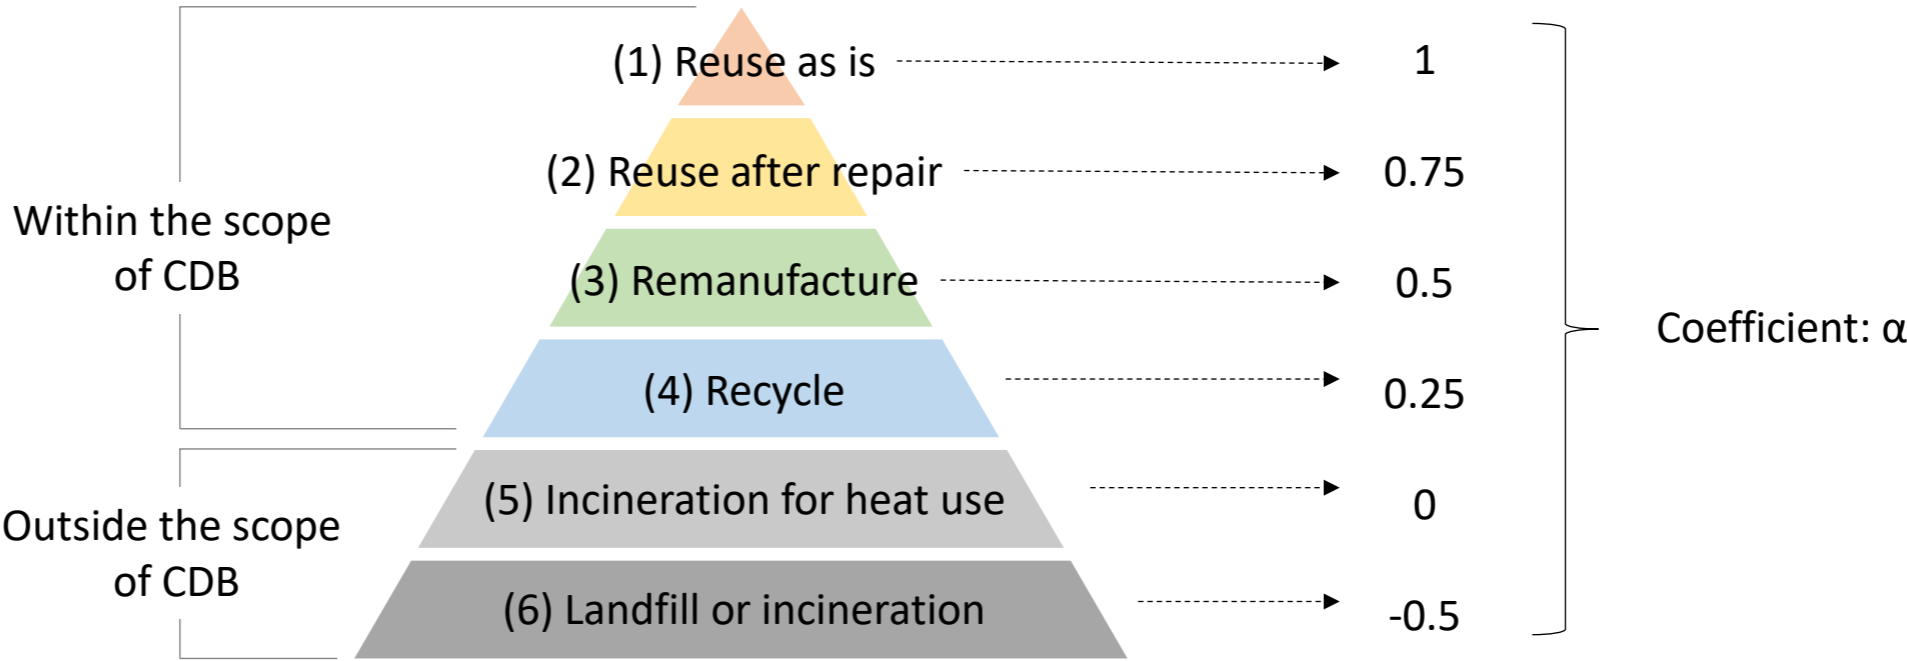 (1) Reuse as is
1
(2) Reuse after repair
0.75
Within the scope
of CDB
(3) Remanufacture
0.5
Coefficient: α
(4) Recycle
0.25
(5) Incineration for heat use
0
Outside the scope
of CDB
(6) Landfill or incineration
-0.5